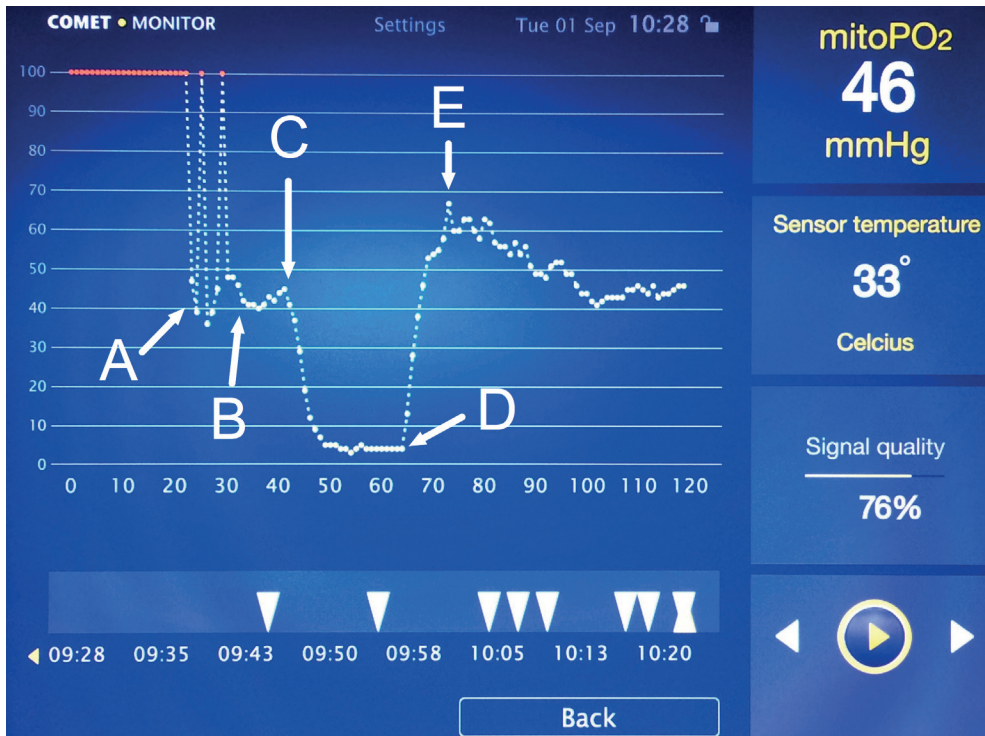 COMET • MONITOR Settings Tue 01 Sep 10:28
mitoPO2
46
mmHg
Sensor temperature
33°
Celcius
Signal quality
76%
100
90
80
70
60
50
40
30
20
10
0
A
B
C
D
E
0 10 20 30 40 50 60 70 80 90 100 110 120
09:28 09:35 09:43 09:50 09:58 10:05 10:13 10:20
Back